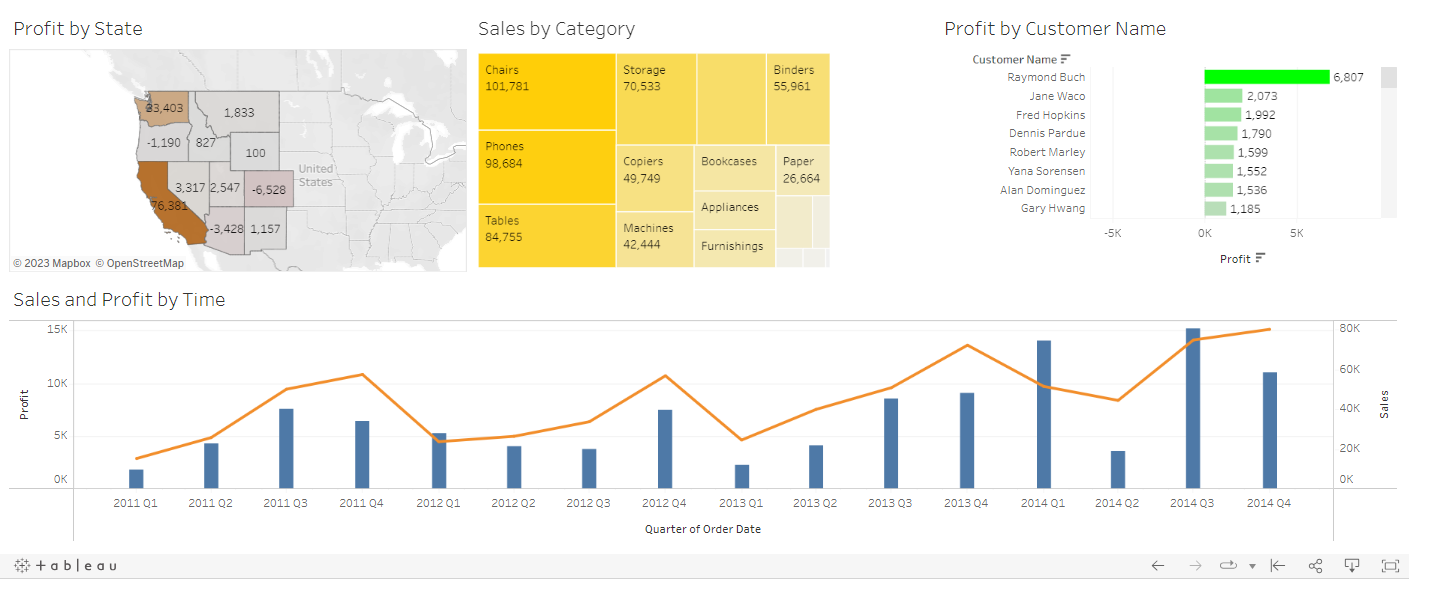 Profit by State
Sales by Category
Profit by Customer Name
33,403
1,833
-1,190
827
100
3,317
2,547
-6,528
76,381
-3,428
1,157
United
States
© 2023 Mapbox © OpenStreetMap
Chairs
101,781
Phones
98,684
Tables
84,755
Storage
70,533
Binders
55,961
Copiers
49,749
Machines
42,444
Bookcases
Appliances
Furnishings
Paper
26,664
Customer Name
Raymond Buch 6,807
Jane Waco 2,073
Fred Hopkins 1,992
Dennis Pardue 1,790
Robert Marley 1,599
Yana Sorensen 1,552
Alan Dominguez 1,536
Gary Hwang 1,185
-5K 0K 5K
Profit
Sales and Profit by Time
15K
10K
5K
0K
Profit
80K
60K
40K
20K
0K
Sales
2011 Q1 2011 Q2 2011 Q3 2011 Q4 2012 Q1 2012 Q2 2012 Q3 2012 Q4 2013 Q1 2013 Q2 2013 Q3 2013 Q4 2014 Q1 2014 Q2 2014 Q3 2014 Q4
Quarter of Order Date
+ a b l e a u